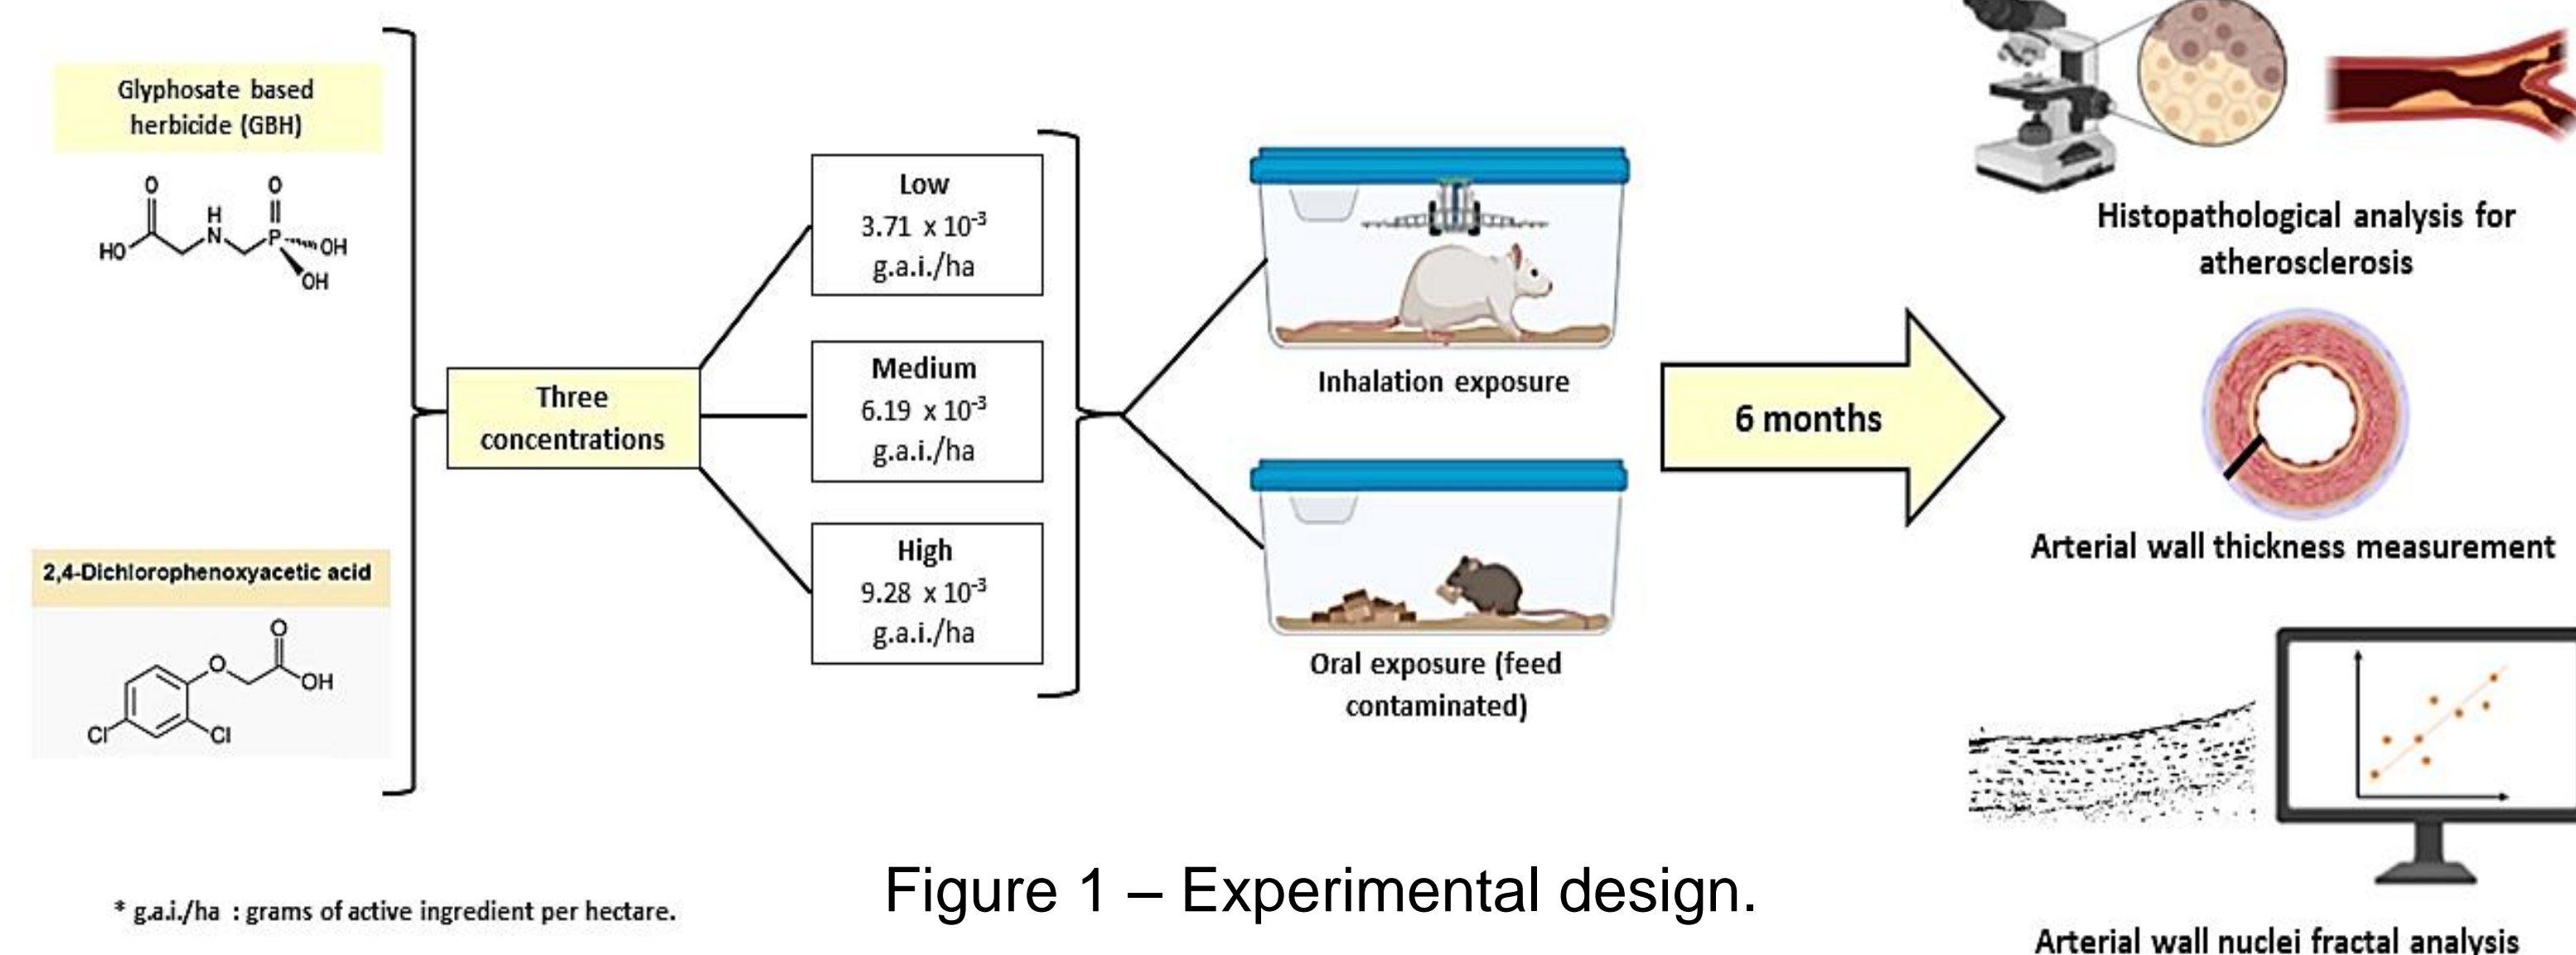 Glyphosate based
herbicide (GBH)
O
O
H
N
P
HO
OH
OH
2,4-Dichlorophenoxyacetic acid
O
O
OH
Cl
Cl
Three
concentrations
Low
3.71 x 10⁻³
g.a.i./ha
Medium
6.19 x 10⁻³
g.a.i./ha
High
9.28 x 10⁻³
g.a.i./ha
Inhalation exposure
Oral exposure (feed
contaminated)
6 months
Histopathological analysis for
atherosclerosis
Arterial wall thickness measurement
Arterial wall nuclei fractal analysis
* g.a.i./ha : grams of active ingredient per hectare.
Figure 1 – Experimental design.